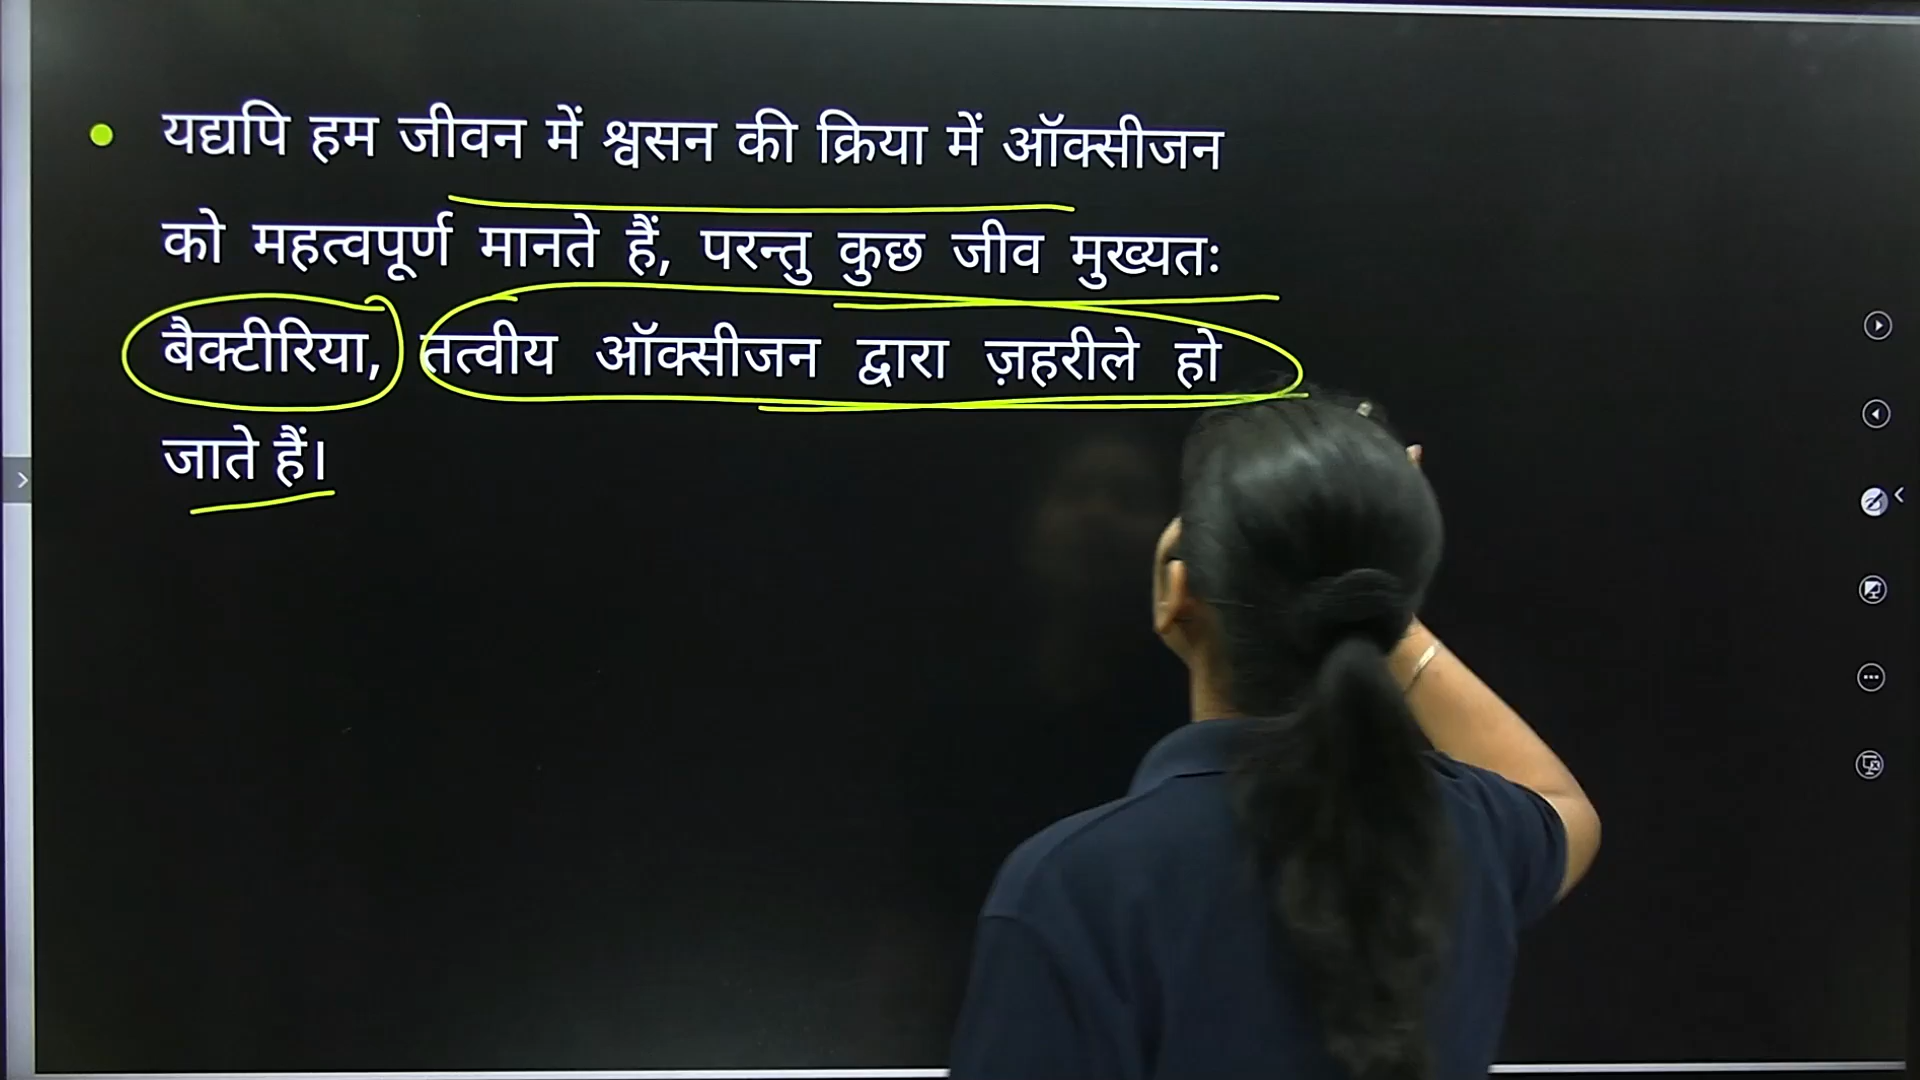 यद्यपि हम जीवन में श्वसन की क्रिया में ऑक्सीजन
को महत्वपूर्ण मानते हैं, परन्तु कुछ जीव मुख्यतः
बैक्टीरिया, तत्वीय ऑक्सीजन द्वारा ज़हरीले हो
जाते हैं।